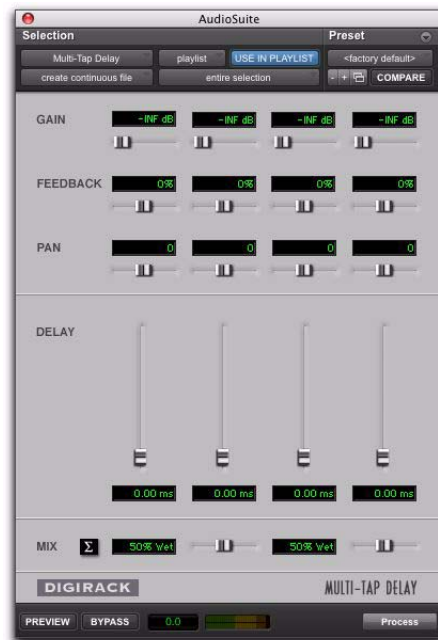 AudioSuite
Selection Preset
Multi-Tap Delay playlist USE IN PLAYLIST <factory default>
create continuous file entire selection - + COMPARE
GAIN -INF dB -INF dB -INF dB -INF dB
FEEDBACK 0% 0% 0% 0%
PAN 0 0 0 0
DELAY
0.00 ms 0.00 ms 0.00 ms 0.00 ms
MIX Σ 50% Wet 50% Wet
DIGIRACK MULTI-TAP DELAY
PREVIEW BYPASS 0.0 Process